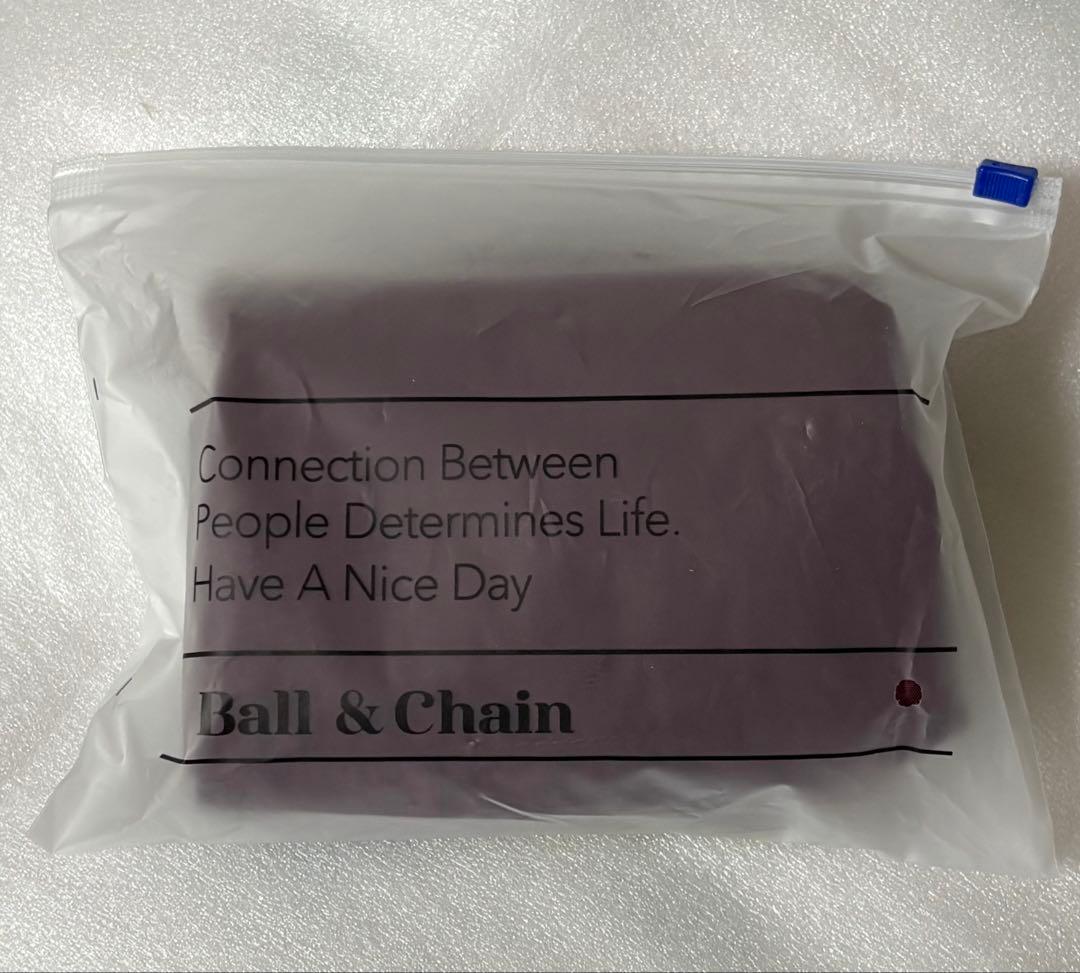 Connection Between
People Determines Life.
Have A Nice Day
Ball & Chain